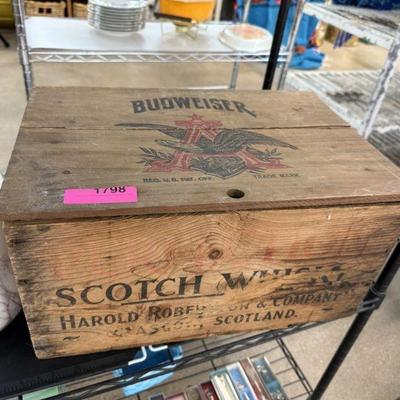 BUDWEISER
REG. U.S. PAT. OFF. TRADE MARK
1798
SCOTCH WHISKY
HAROLD ROBERTSON & COMPANY
GLASGOW SCOTLAND.